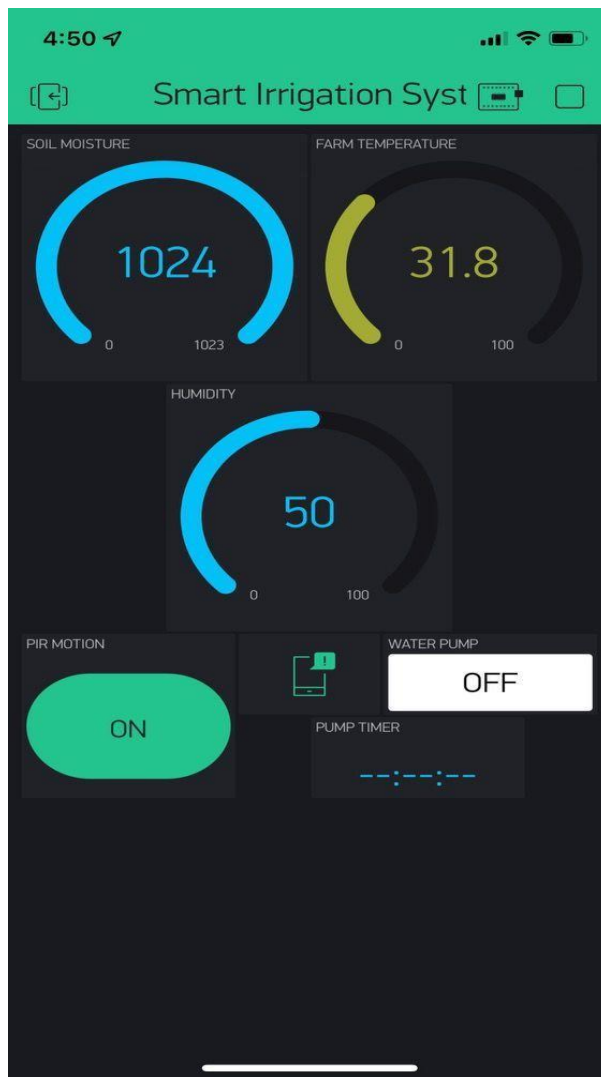 4:50
Smart Irrigation Syst
SOIL MOISTURE
1024
0 1023
FARM TEMPERATURE
31.8
0 100
HUMIDITY
50
0 100
PIR MOTION
ON
!
WATER PUMP
OFF
PUMP TIMER
--:--:--